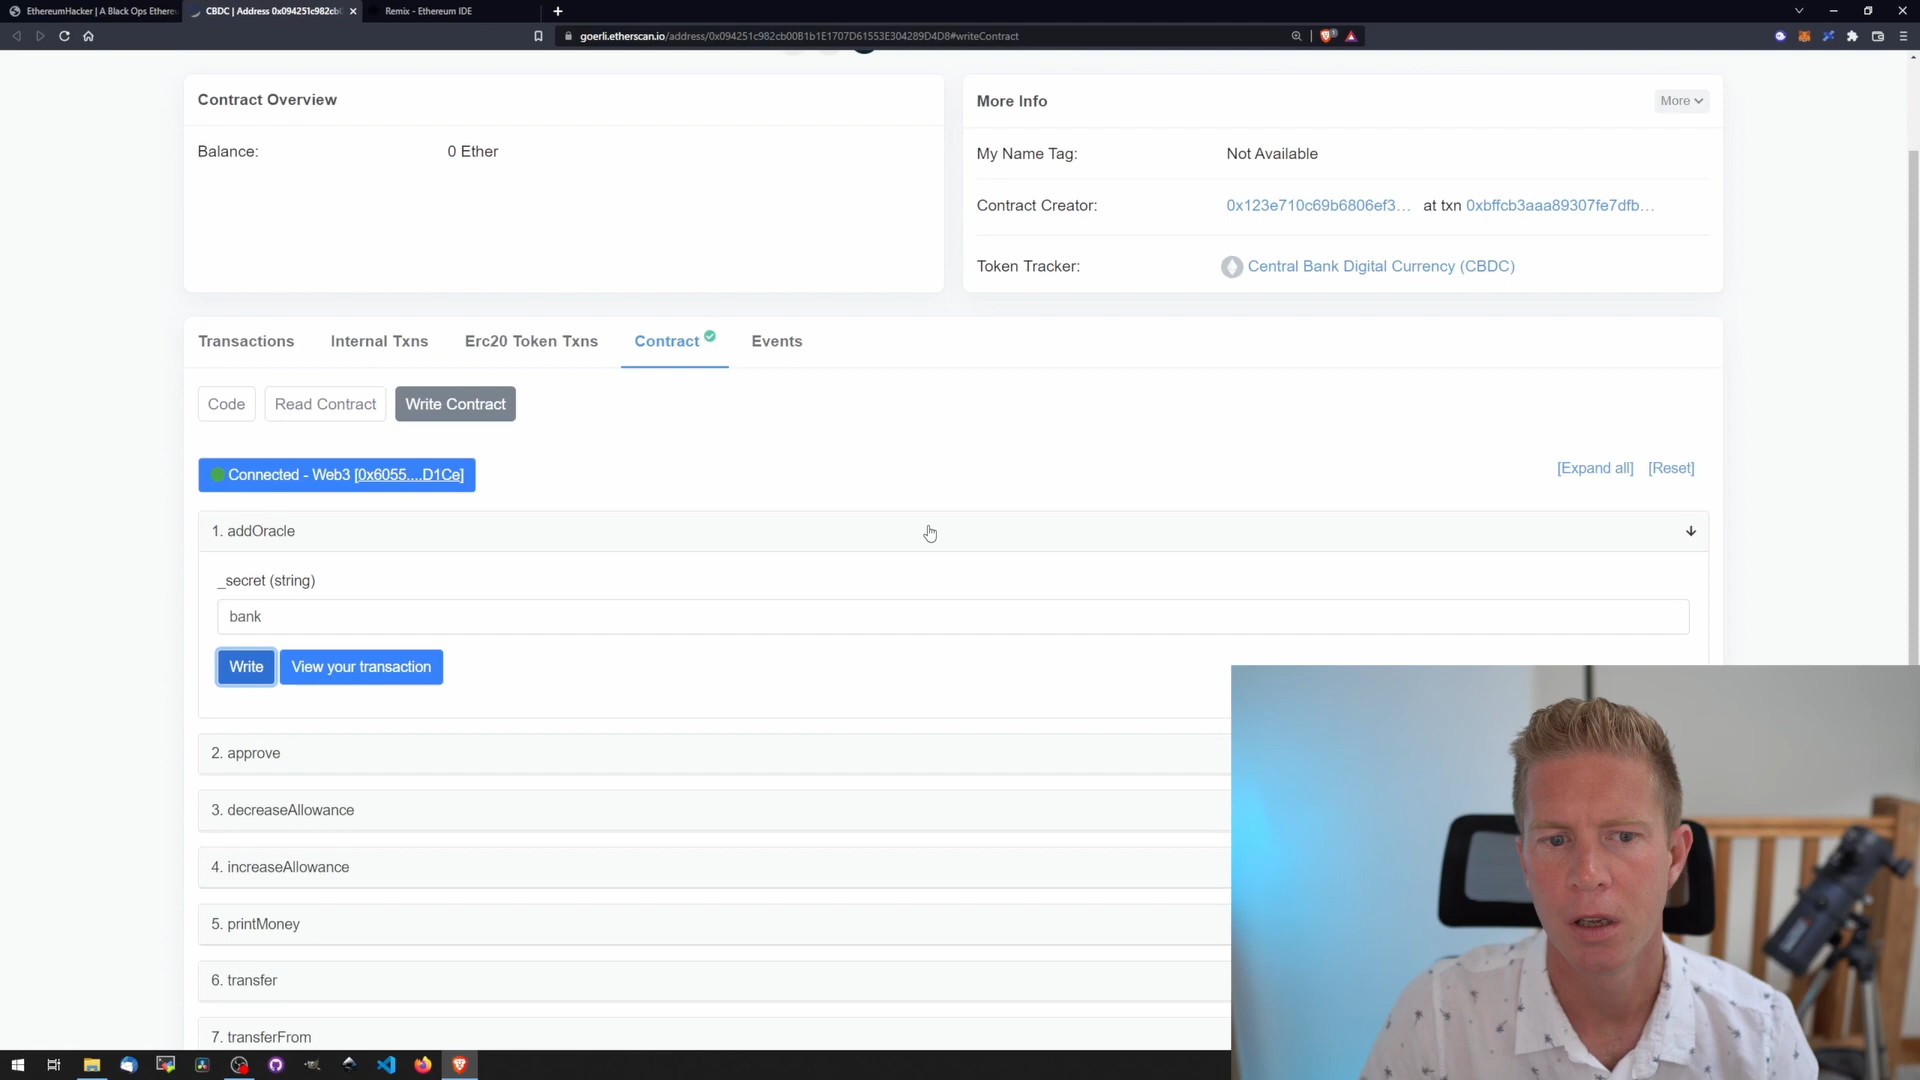 EthereumHacker | A Black Ops Ethere
CBDC | Address 0x094251c982cb0
Remix - Ethereum IDE
goerli.etherscan.io/address/0x094251c982cb00B1b1E1707D61553E304289D4D8#writeContract
Contract Overview
Balance:
0 Ether
More Info
More
My Name Tag:
Not Available
Contract Creator:
0x123e710c69b6806ef3... at txn 0xbffcb3aaa89307fe7dfb...
Token Tracker:
Central Bank Digital Currency (CBDC)
Transactions
Internal Txns
Erc20 Token Txns
Contract
Events
Code
Read Contract
Write Contract
Connected - Web3 [0x6055....D1Ce]
[Expand all]
[Reset]
1. addOracle
_secret (string)
bank
Write
View your transaction
2. approve
3. decreaseAllowance
4. increaseAllowance
5. printMoney
6. transfer
7. transferFrom